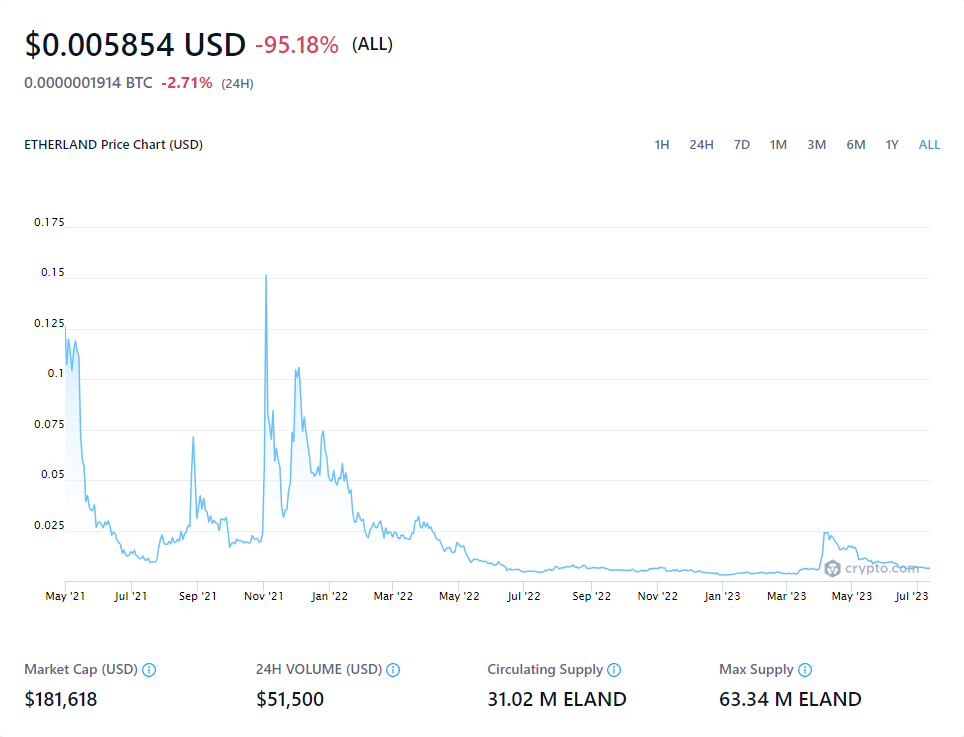 $0.005854 USD -95.18% (ALL)
0.0000001914 BTC -2.71% (24H)
ETHERLAND Price Chart (USD) 1H 24H 7D 1M 3M 6M 1Y ALL
0.175
0.15
0.125
0.1
0.075
0.05
0.025
crypto.com
May '21 Jul '21 Sep '21 Nov '21 Jan '22 Mar '22 May '22 Jul '22 Sep '22 Nov '22 Jan '23 Mar '23 May '23 Jul '23
Market Cap (USD) 24H VOLUME (USD) Circulating Supply Max Supply
$181,618 $51,500 31.02 M ELAND 63.34 M ELAND